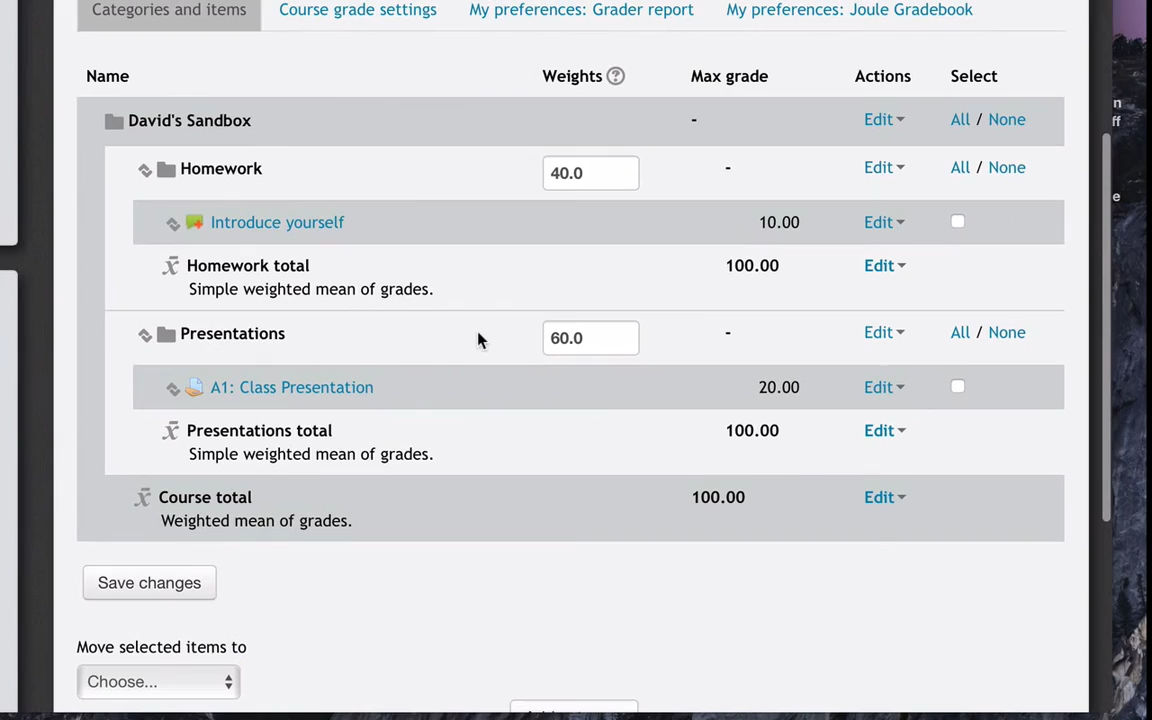 Categories and items Course grade settings My preferences: Grader report My preferences: Joule Gradebook
Name Weights ? Max grade Actions Select
David's Sandbox - Edit All / None
Homework 40.0 - Edit All / None
Introduce yourself 10.00 Edit
Homework total 100.00 Edit
Simple weighted mean of grades.
Presentations 60.0 - Edit All / None
A1: Class Presentation 20.00 Edit
Presentations total 100.00 Edit
Simple weighted mean of grades.
Course total 100.00 Edit
Weighted mean of grades.
Save changes
Move selected items to
Choose...